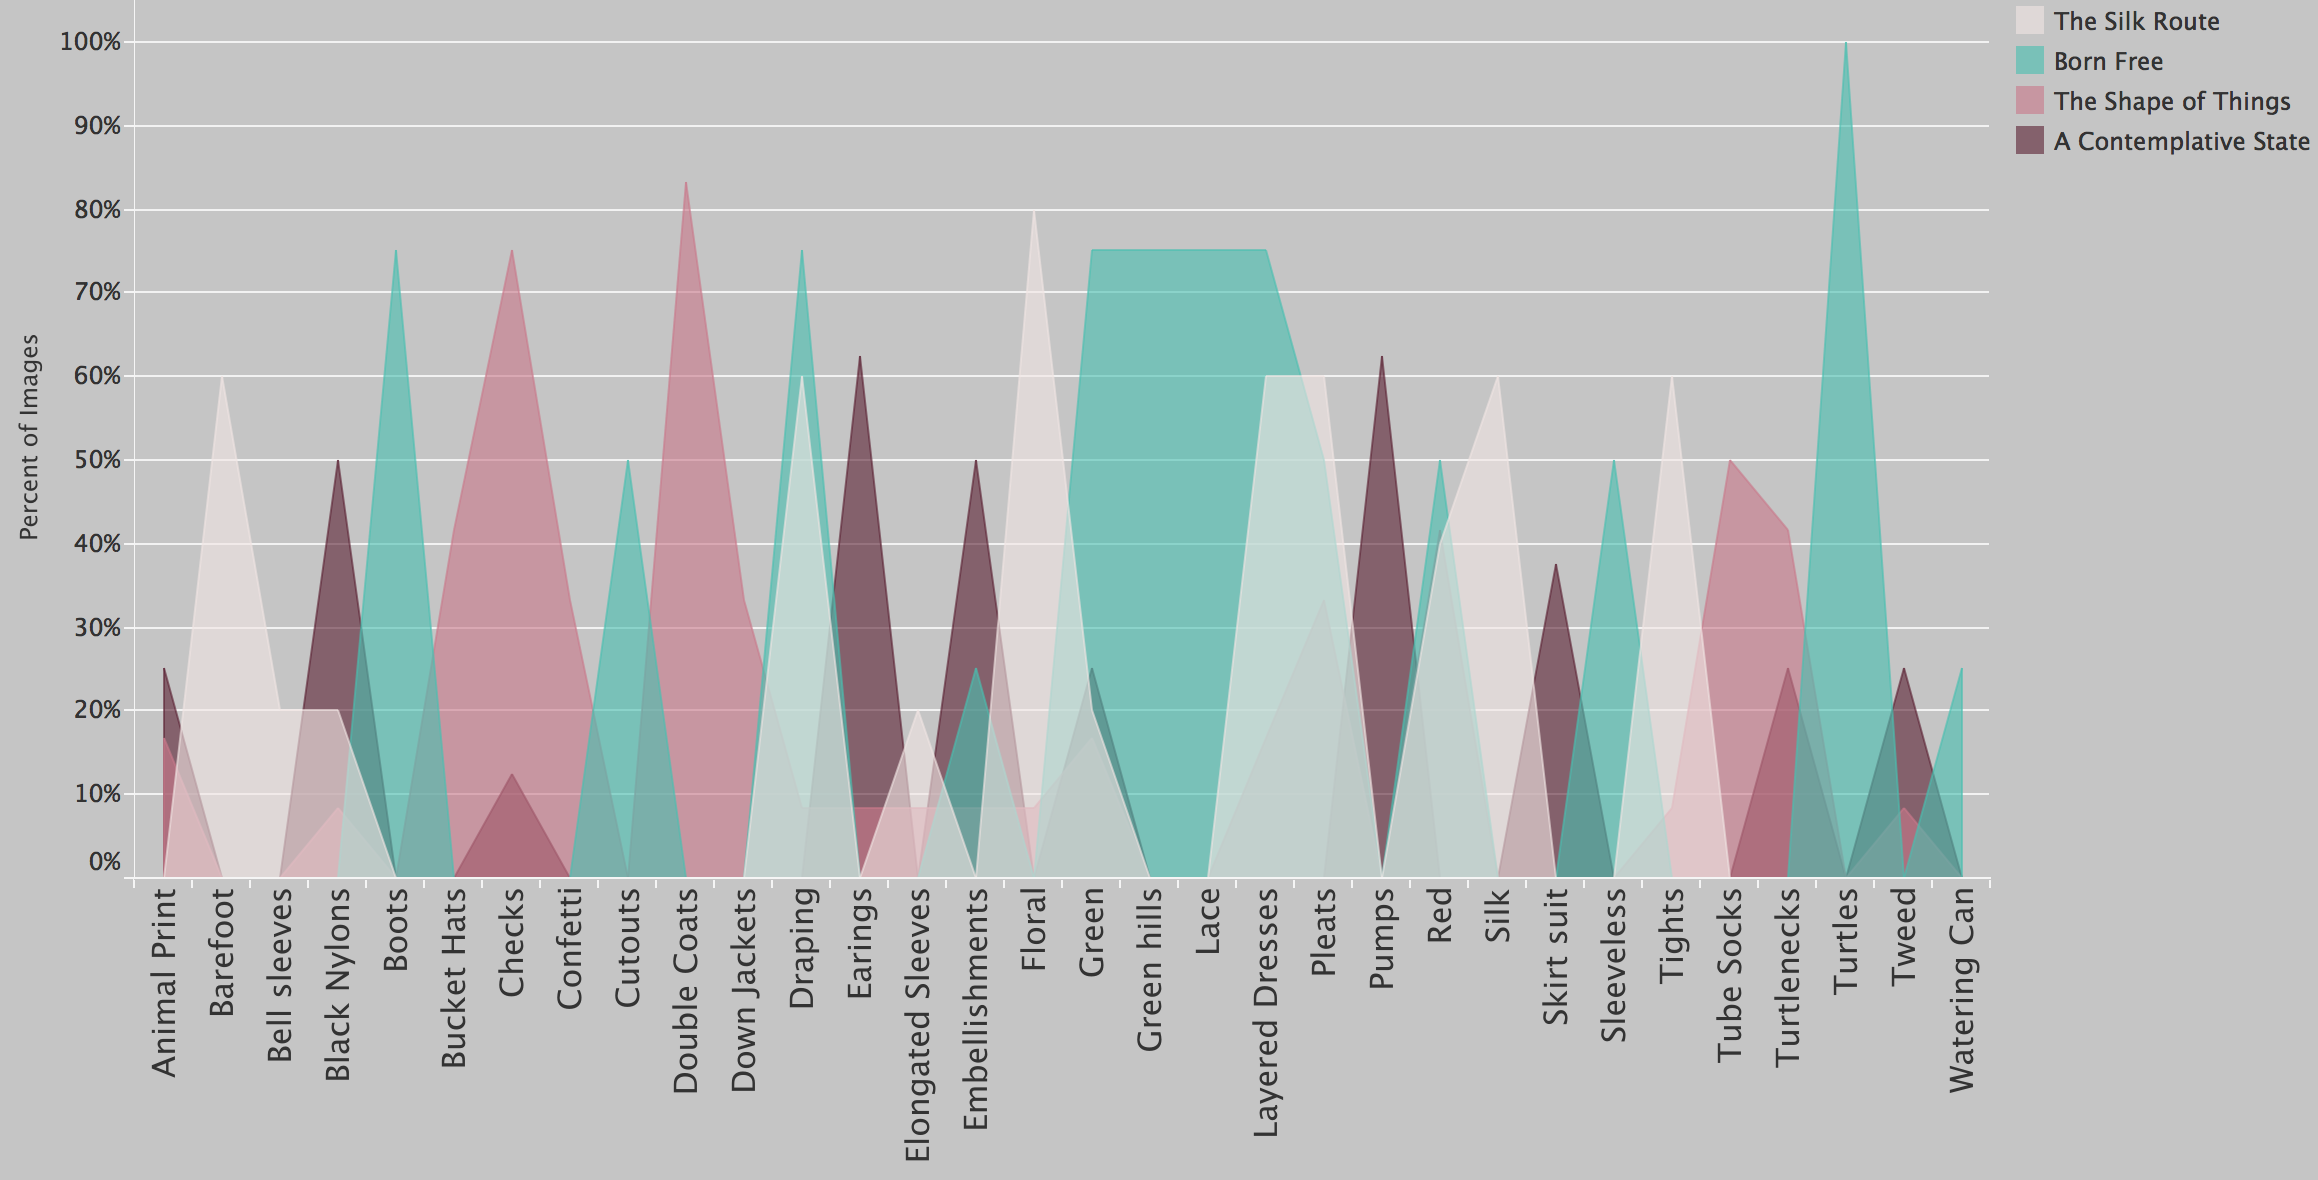 The Silk Route
Born Free
The Shape of Things
A Contemplative State
Percent of Images
100%
90%
80%
70%
60%
50%
40%
30%
20%
10%
0%
Animal Print
Barefoot
Bell sleeves
Black Nylons
Boots
Bucket Hats
Checks
Confetti
Cutouts
Double Coats
Down Jackets
Draping
Earings
Elongated Sleeves
Embellishments
Floral
Green
Green hills
Lace
Layered Dresses
Pleats
Pumps
Red
Silk
Skirt suit
Sleeveless
Tights
Tube Socks
Turtlenecks
Turtles
Tweed
Watering Can